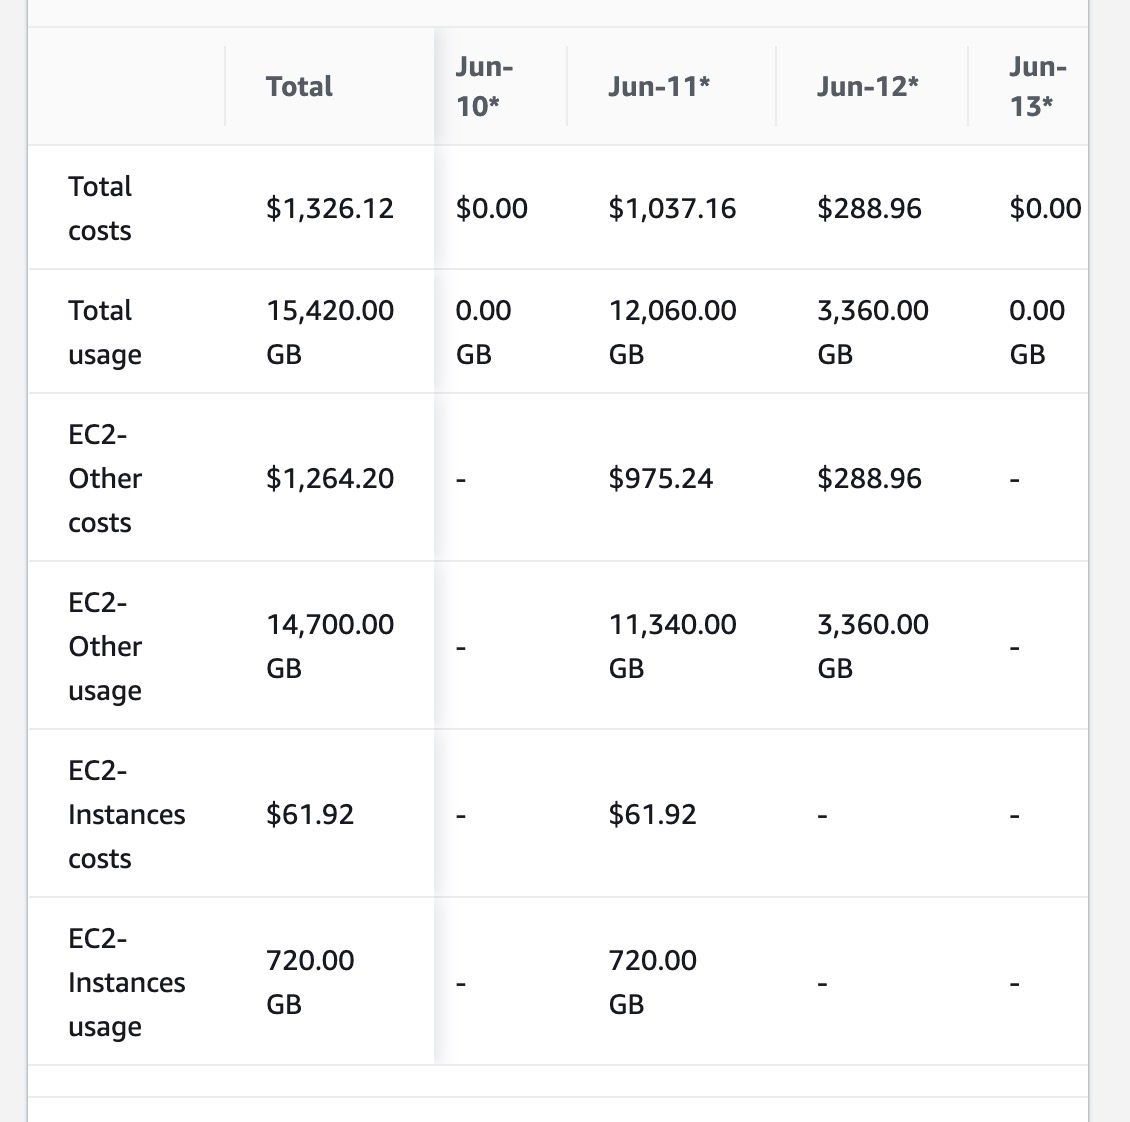 Total Jun-10* Jun-11* Jun-12* Jun-13*
Total costs $1,326.12 $0.00 $1,037.16 $288.96 $0.00
Total usage 15,420.00 GB 0.00 GB 12,060.00 GB 3,360.00 GB 0.00 GB
EC2-Other costs $1,264.20 - $975.24 $288.96 -
EC2-Other usage 14,700.00 GB - 11,340.00 GB 3,360.00 GB -
EC2-Instances costs $61.92 - $61.92 - -
EC2-Instances usage 720.00 GB - 720.00 GB - -